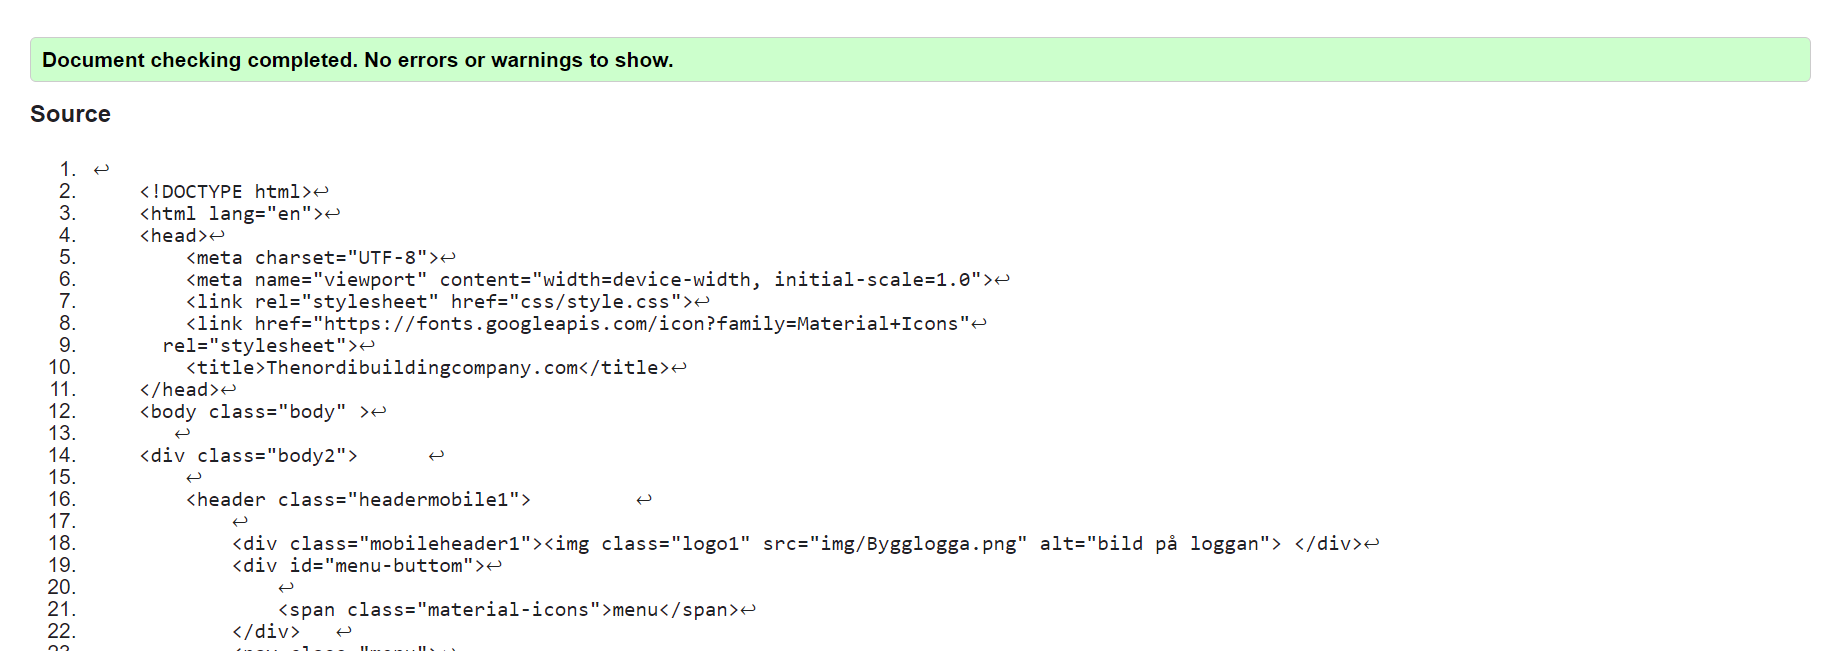 Document checking completed. No errors or warnings to show.
Source
1. ↩
2. <!DOCTYPE html>↩
3. <html lang="en">↩
4. <head>↩
5. <meta charset="UTF-8">↩
6. <meta name="viewport" content="width=device-width, initial-scale=1.0">↩
7. <link rel="stylesheet" href="css/style.css">↩
8. <link href="https://fonts.googleapis.com/icon?family=Material+Icons"↩
9. rel="stylesheet">↩
10. <title>Thenordibuildingcompany.com</title>↩
11. </head>↩
12. <body class="body" >↩
13. ↩
14. <div class="body2"> ↩
15. ↩
16. <header class="headermobile1"> ↩
17. ↩
18. <div class="mobileheader1"><img class="logo1" src="img/Bygglogga.png" alt="bild på loggan"> </div>↩
19. <div id="menu-buttom">↩
20. ↩
21. <span class="material-icons">menu</span>↩
22. </div> ↩
23. <nav class="menu">↩